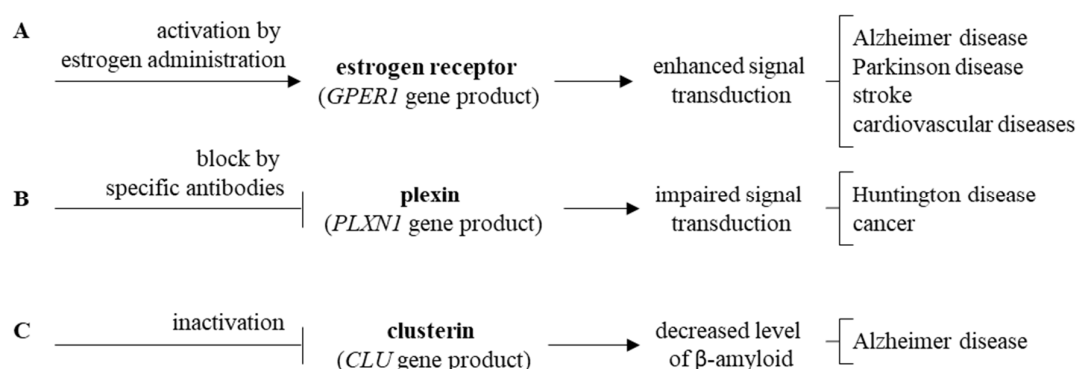 A
activation by
estrogen administration
estrogen receptor
(GPER1 gene product)
enhanced signal
transduction
Alzheimer disease
Parkinson disease
stroke
cardiovascular diseases
B
block by
specific antibodies
plexin
(PLXN1 gene product)
impaired signal
transduction
Huntington disease
cancer
C
inactivation
clusterin
(CLU gene product)
decreased level
of β-amyloid
Alzheimer disease